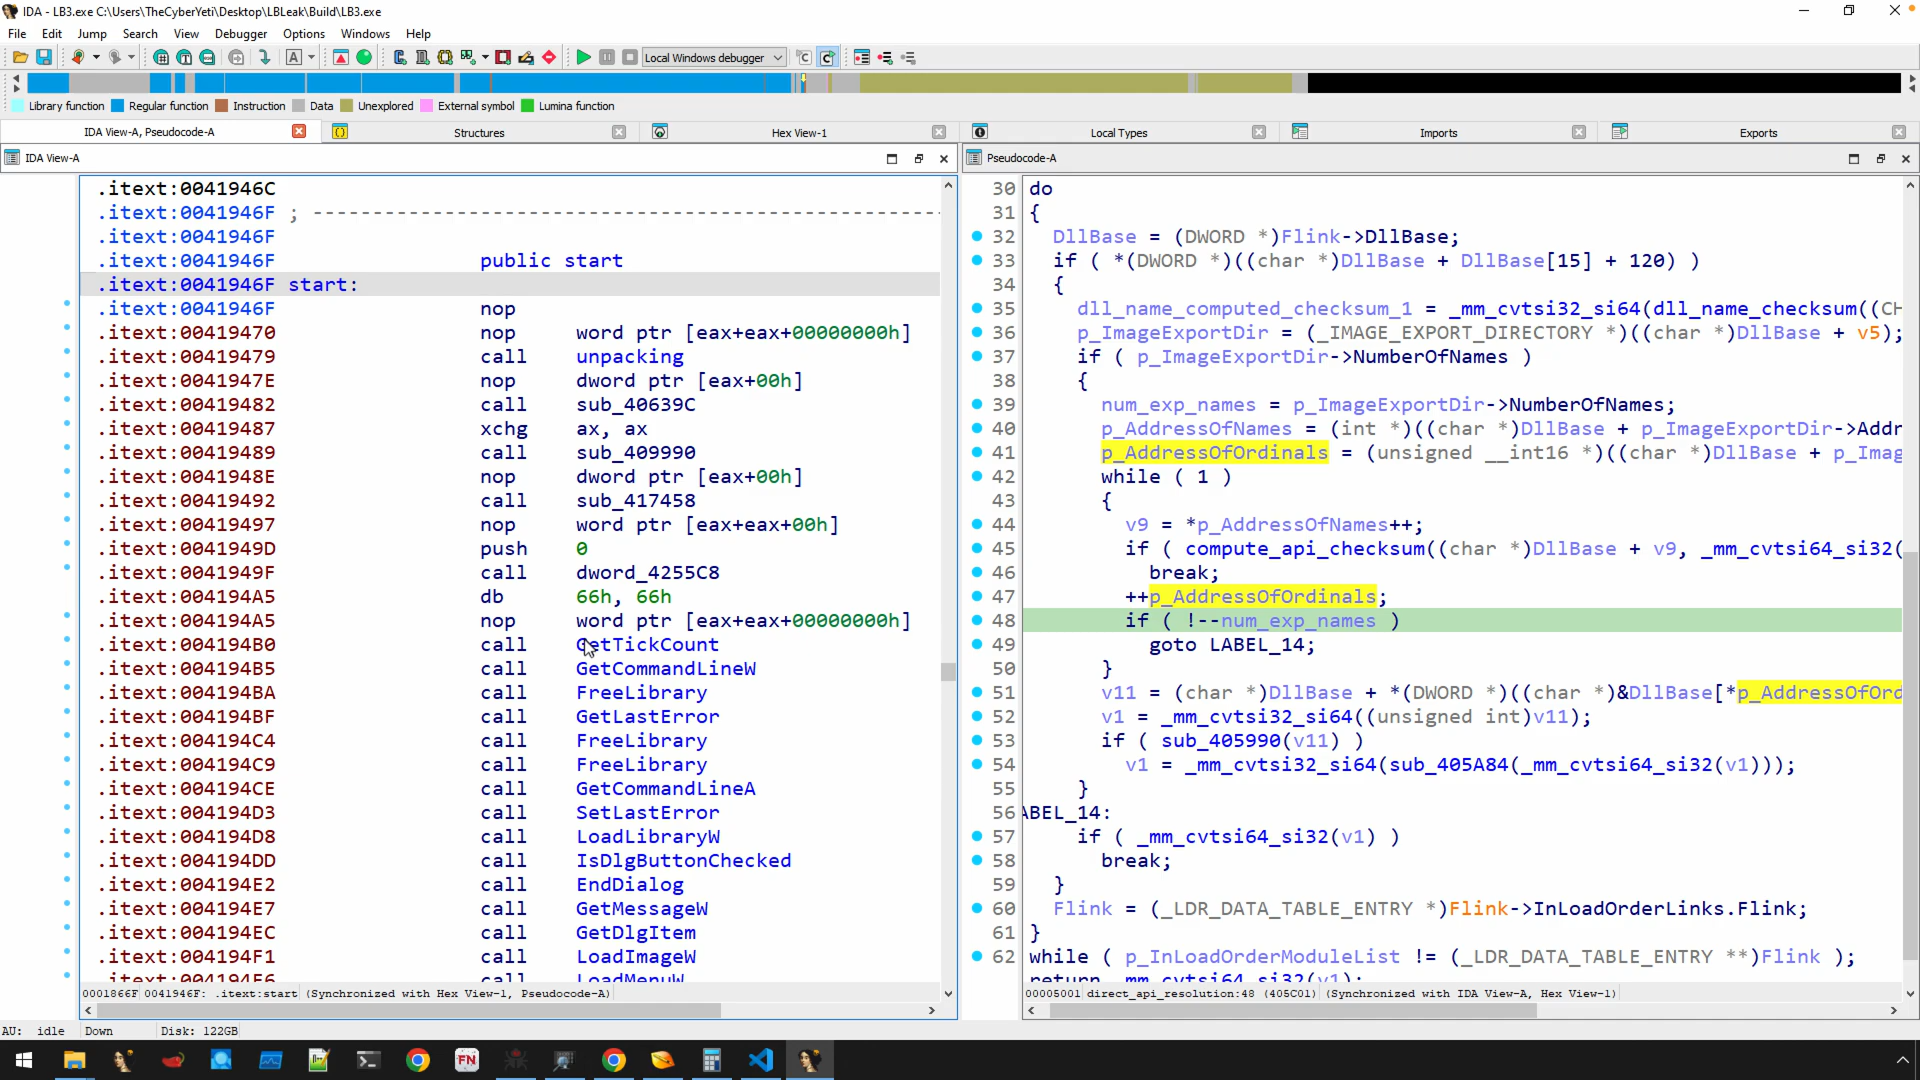 IDA - LB3.exe C:\Users\TheCyberYeti\Desktop\LBLeak\Build\LB3.exe
File Edit Jump Search View Debugger Options Windows Help
Local Windows debugger
Library function Regular function Instruction Data Unexplored External symbol Lumina function
IDA View-A, Pseudocode-A Structures Hex View-1 Local Types Imports Exports
IDA View-A
.itext:0041946C
.itext:0041946F ; ---------------------------------------------------
.itext:0041946F
.itext:0041946F public start
.itext:0041946F start:
.itext:0041946F nop
.itext:00419470 nop word ptr [eax+eax+00000000h]
.itext:00419479 call unpacking
.itext:0041947E nop dword ptr [eax+00h]
.itext:00419482 call sub_40639C
.itext:00419487 xchg ax, ax
.itext:00419489 call sub_409990
.itext:0041948E nop dword ptr [eax+00h]
.itext:00419492 call sub_417458
.itext:00419497 nop word ptr [eax+eax+00h]
.itext:0041949D push 0
.itext:0041949F call dword_4255C8
.itext:004194A5 db 66h, 66h
.itext:004194A5 nop word ptr [eax+eax+00000000h]
.itext:004194B0 call GetTickCount
.itext:004194B5 call GetCommandLineW
.itext:004194BA call FreeLibrary
.itext:004194BF call GetLastError
.itext:004194C4 call FreeLibrary
.itext:004194C9 call FreeLibrary
.itext:004194CE call GetCommandLineA
.itext:004194D3 call SetLastError
.itext:004194D8 call LoadLibraryW
.itext:004194DD call IsDlgButtonChecked
.itext:004194E2 call EndDialog
.itext:004194E7 call GetMessageW
.itext:004194EC call GetDlgItem
.itext:004194F1 call LoadImageW
.itext:004194F6 call LoadMenuW
0001866F 0041946F: .itext:start (Synchronized with Hex View-1, Pseudocode-A)
Pseudocode-A
30 do
31 {
32 DllBase = (DWORD *)Flink->DllBase;
33 if ( *(DWORD *)((char *)DllBase + DllBase[15] + 120) )
34 {
35 dll_name_computed_checksum_1 = _mm_cvtsi32_si64(dll_name_checksum((CH
36 p_ImageExportDir = (_IMAGE_EXPORT_DIRECTORY *)((char *)DllBase + v5);
37 if ( p_ImageExportDir->NumberOfNames )
38 {
39 num_exp_names = p_ImageExportDir->NumberOfNames;
40 p_AddressOfNames = (int *)((char *)DllBase + p_ImageExportDir->Addr
41 p_AddressOfOrdinals = (unsigned __int16 *)((char *)DllBase + p_Imag
42 while ( 1 )
43 {
44 v9 = *p_AddressOfNames++;
45 if ( compute_api_checksum((char *)DllBase + v9, _mm_cvtsi64_si32(
46 break;
47 ++p_AddressOfOrdinals;
48 if ( !--num_exp_names )
49 goto LABEL_14;
50 }
51 v11 = (char *)DllBase + *(DWORD *)((char *)&DllBase[*p_AddressOfOrd
52 v1 = _mm_cvtsi32_si64((unsigned int)v11);
53 if ( sub_405990(v11) )
54 v1 = _mm_cvtsi32_si64(sub_405A84(_mm_cvtsi64_si32(v1)));
55 }
56 ABEL_14:
57 if ( _mm_cvtsi64_si32(v1) )
58 break;
59 }
60 Flink = (_LDR_DATA_TABLE_ENTRY *)Flink->InLoadOrderLinks.Flink;
61 }
62 while ( p_InLoadOrderModuleList != (_LDR_DATA_TABLE_ENTRY **)Flink );
return _mm_cvtsi64_si32(v1);
00005001 direct_api_resolution:48 (405C01) (Synchronized with IDA View-A, Hex View-1)
AU: idle Down Disk: 122GB
FN